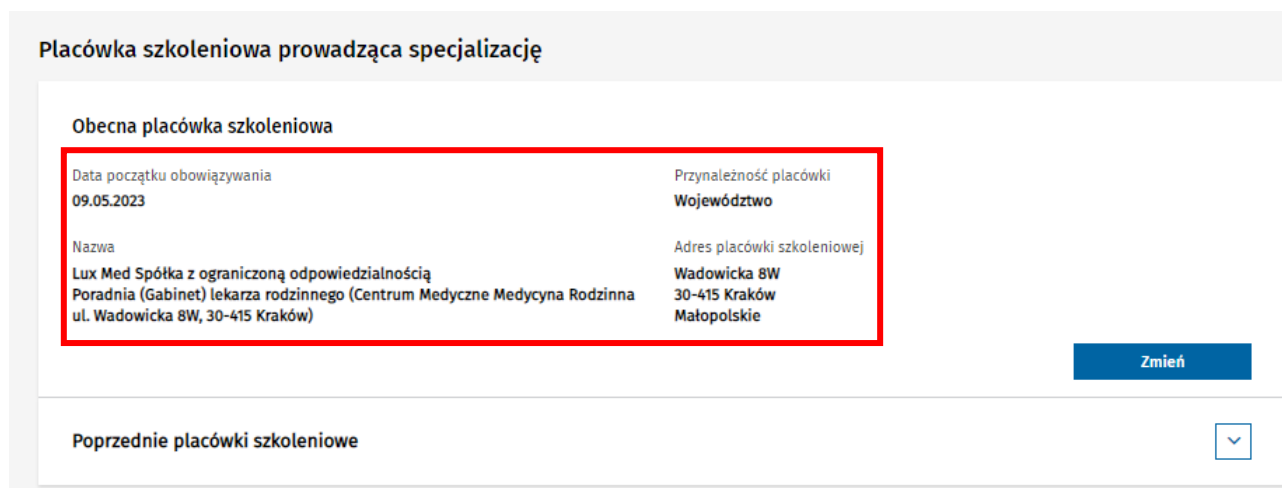 Placówka szkoleniowa prowadząca specjalizację
Obecna placówka szkoleniowa
Data początku obowiązywania
09.05.2023
Przynależność placówki
Województwo
Nazwa
Lux Med Spółka z ograniczoną odpowiedzialnością
Poradnia (Gabinet) lekarza rodzinnego (Centrum Medyczne Medycyna Rodzinna
ul. Wadowicka 8W, 30-415 Kraków)
Adres placówki szkoleniowej
Wadowicka 8W
30-415 Kraków
Małopolskie
Zmień
Poprzednie placówki szkoleniowe